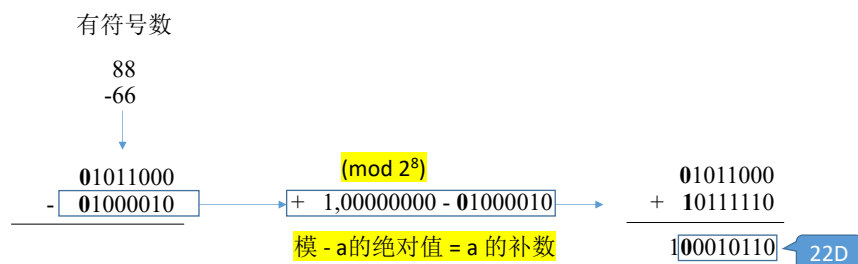 有符号数
88
-66
(mod 2⁸)
01011000
- 01000010
+ 1,00000000 - 01000010
模 - a的绝对值 = a 的补数
01011000
+ 10111110
100010110
22D